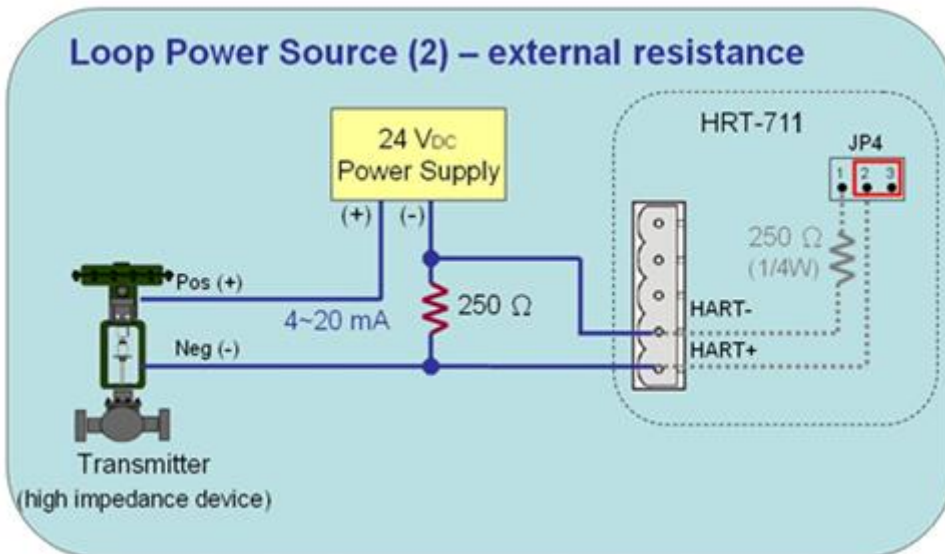 Loop Power Source (2) – external resistance
24 VDC
Power Supply
(+)
(-)
HRT-711
JP4
1 2 3
250 Ω
(1/4W)
Pos (+)
4~20 mA
250 Ω
HART-
Neg (-)
HART+
Transmitter
(high impedance device)